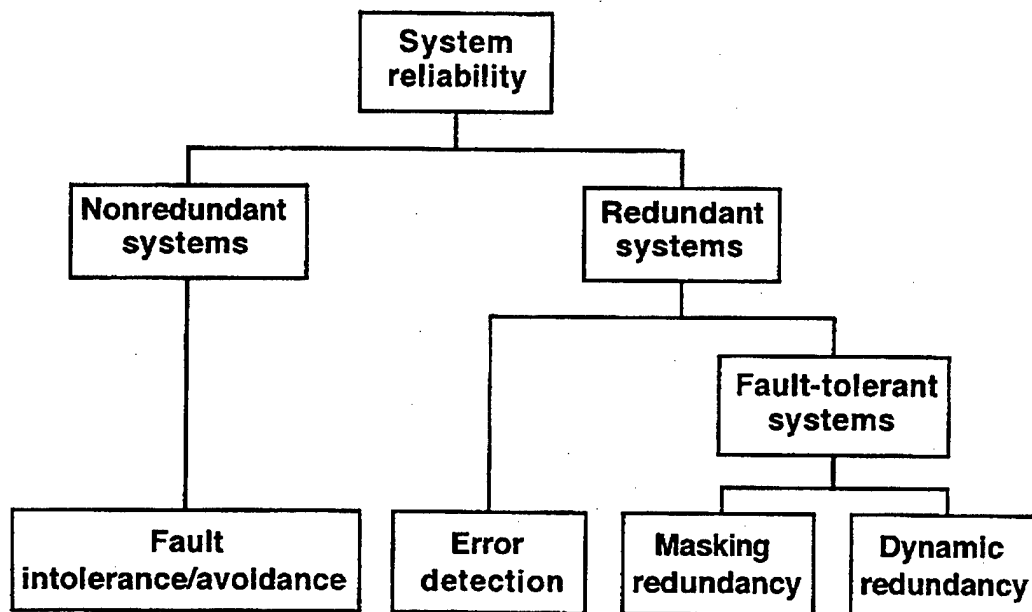 System
reliability
Nonredundant
systems
Redundant
systems
Fault-tolerant
systems
Fault
intolerance/avoidance
Error
detection
Masking
redundancy
Dynamic
redundancy